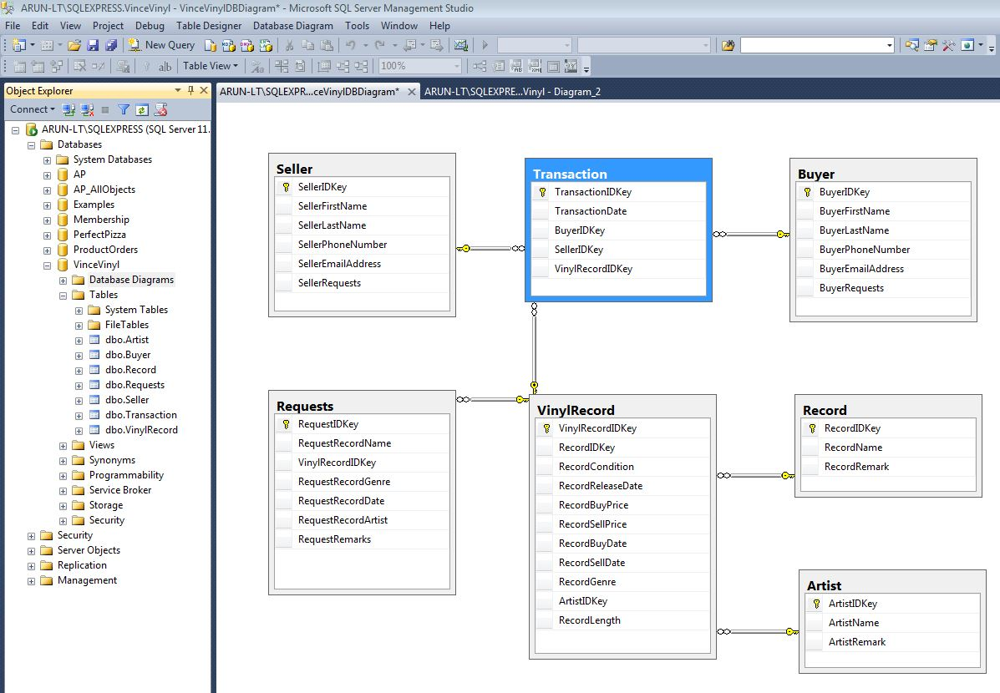 ARUN-LT\SQLEXPRESS.VinceVinyl - VinceVinylDBDiagram* - Microsoft SQL Server Management Studio
File Edit View Project Debug Table Designer Database Diagram Tools Window Help
New Query
Table View 100%
Object Explorer
ARUN-LT\SQLEXPR...ceVinylDBDiagram* ARUN-LT\SQLEXPRE...Vinyl - Diagram_2
Connect
ARUN-LT\SQLEXPRESS (SQL Server 11.
Databases
System Databases
AP
AP_AllObjects
Examples
Membership
PerfectPizza
ProductOrders
VinceVinyl
Database Diagrams
Tables
System Tables
FileTables
dbo.Artist
dbo.Buyer
dbo.Record
dbo.Requests
dbo.Seller
dbo.Transaction
dbo.VinylRecord
Views
Synonyms
Programmability
Service Broker
Storage
Security
Security
Server Objects
Replication
Management
Seller
SellerIDKey
SellerFirstName
SellerLastName
SellerPhoneNumber
SellerEmailAddress
SellerRequests
Transaction
TransactionIDKey
TransactionDate
BuyerIDKey
SellerIDKey
VinylRecordIDKey
Buyer
BuyerIDKey
BuyerFirstName
BuyerLastName
BuyerPhoneNumber
BuyerEmailAddress
BuyerRequests
Requests
RequestIDKey
RequestRecordName
VinylRecordIDKey
RequestRecordGenre
RequestRecordDate
RequestRecordArtist
RequestRemarks
VinylRecord
VinylRecordIDKey
RecordIDKey
RecordCondition
RecordReleaseDate
RecordBuyPrice
RecordSellPrice
RecordBuyDate
RecordSellDate
RecordGenre
ArtistIDKey
RecordLength
Record
RecordIDKey
RecordName
RecordRemark
Artist
ArtistIDKey
ArtistName
ArtistRemark